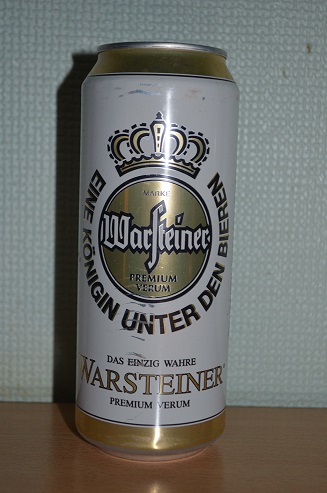 MARKE
Warsteiner
PREMIUM
VERUM
EINE KÖNIGIN UNTER DEN BIEREN
DAS EINZIG WAHRE
WARSTEINER
PREMIUM VERUM